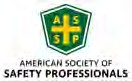 A S
S P
AMERICAN SOCIETY OF
SAFETY PROFESSIONALS